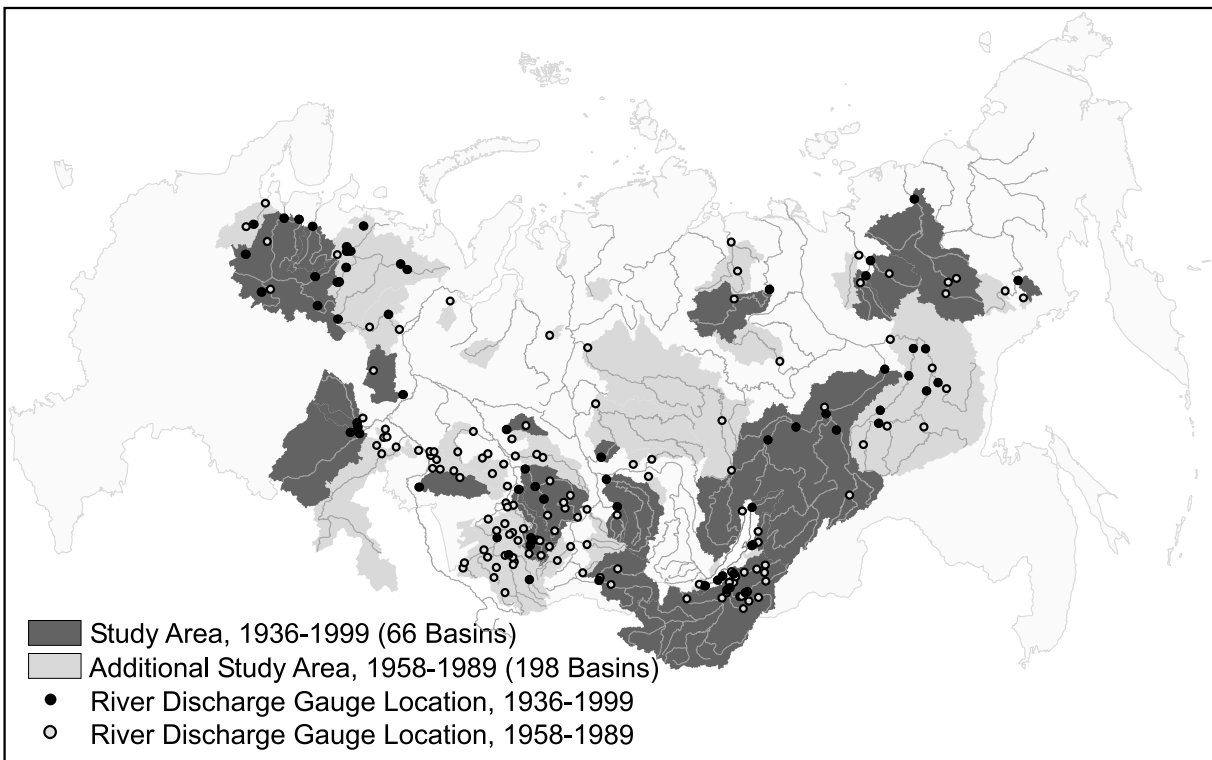 Study Area, 1936-1999 (66 Basins)
Additional Study Area, 1958-1989 (198 Basins)
River Discharge Gauge Location, 1936-1999
River Discharge Gauge Location, 1958-1989